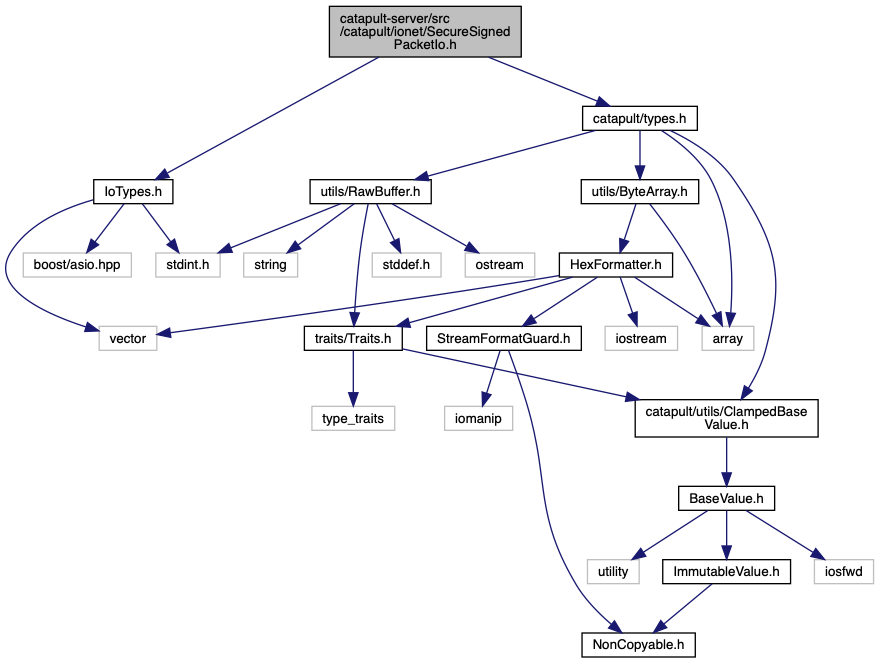 catapult-server/src
/catapult/ionet/SecureSigned
PacketIo.h
catapult/types.h
IoTypes.h
utils/RawBuffer.h
utils/ByteArray.h
boost/asio.hpp
stdint.h
string
stddef.h
ostream
HexFormatter.h
vector
traits/Traits.h
StreamFormatGuard.h
iostream
array
type_traits
iomanip
catapult/utils/ClampedBase
Value.h
BaseValue.h
utility
ImmutableValue.h
iosfwd
NonCopyable.h